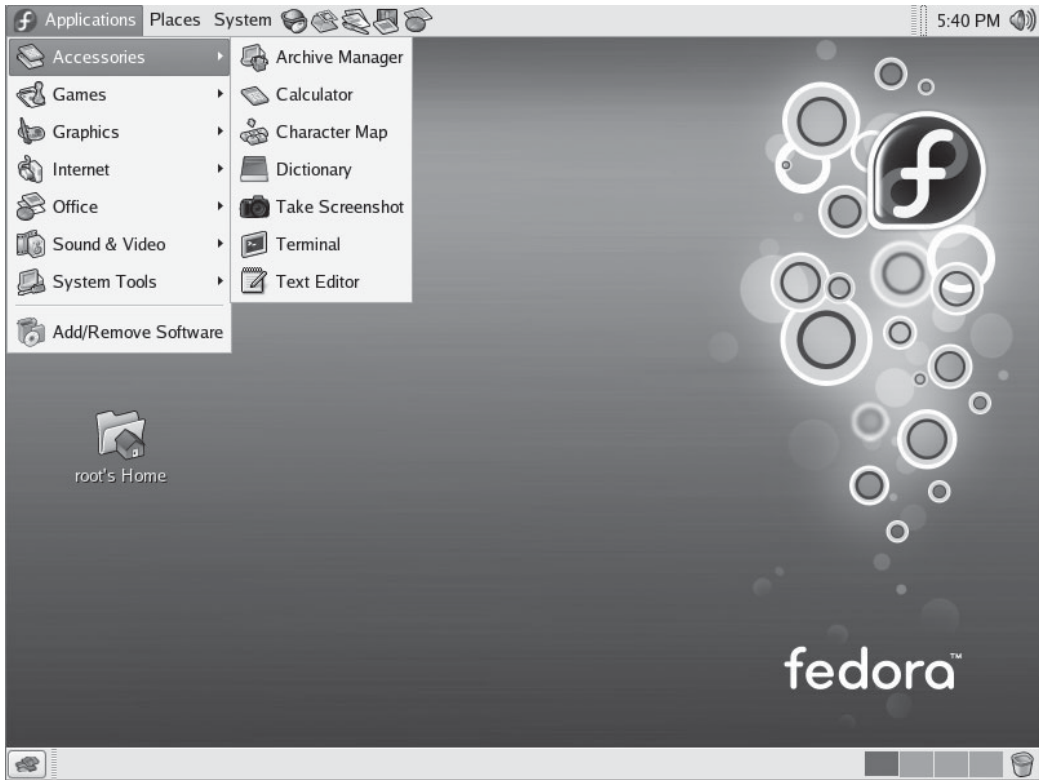 Applications Places System 5:40 PM
Accessories
Games
Graphics
Internet
Office
Sound & Video
System Tools
Add/Remove Software
Archive Manager
Calculator
Character Map
Dictionary
Take Screenshot
Terminal
Text Editor
root's Home
fedora™